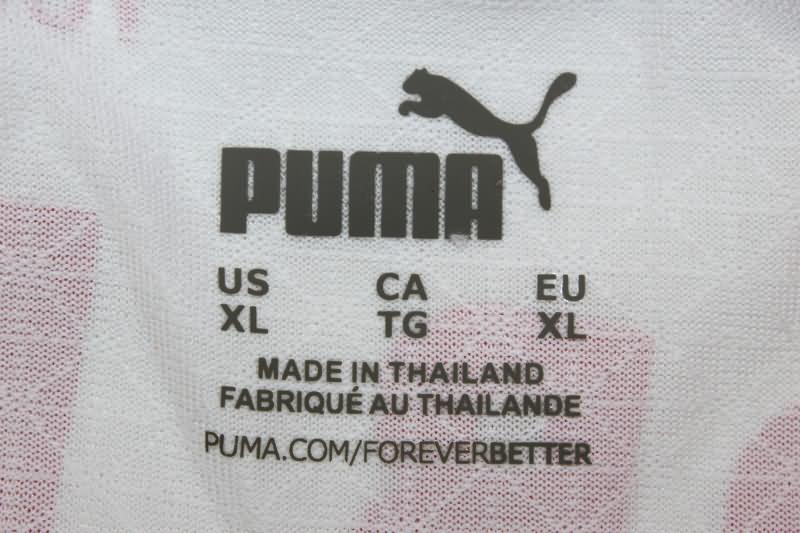 PUMA
US CA EU
XL TG XL
MADE IN THAILAND
FABRIQUÉ AU THAILANDE
PUMA.COM/FOREVERBETTER